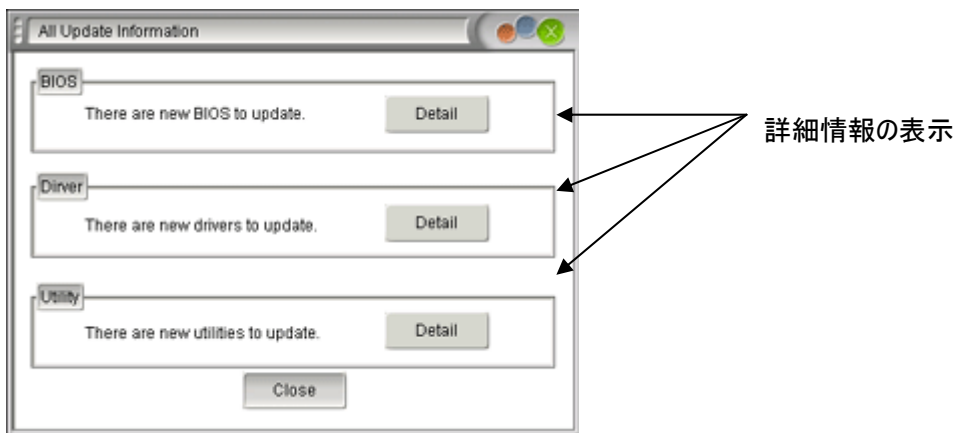 All Update Information
BIOS
There are new BIOS to update.
Detail
詳細情報の表示
Dirver
There are new drivers to update.
Detail
Utility
There are new utilities to update.
Detail
Close